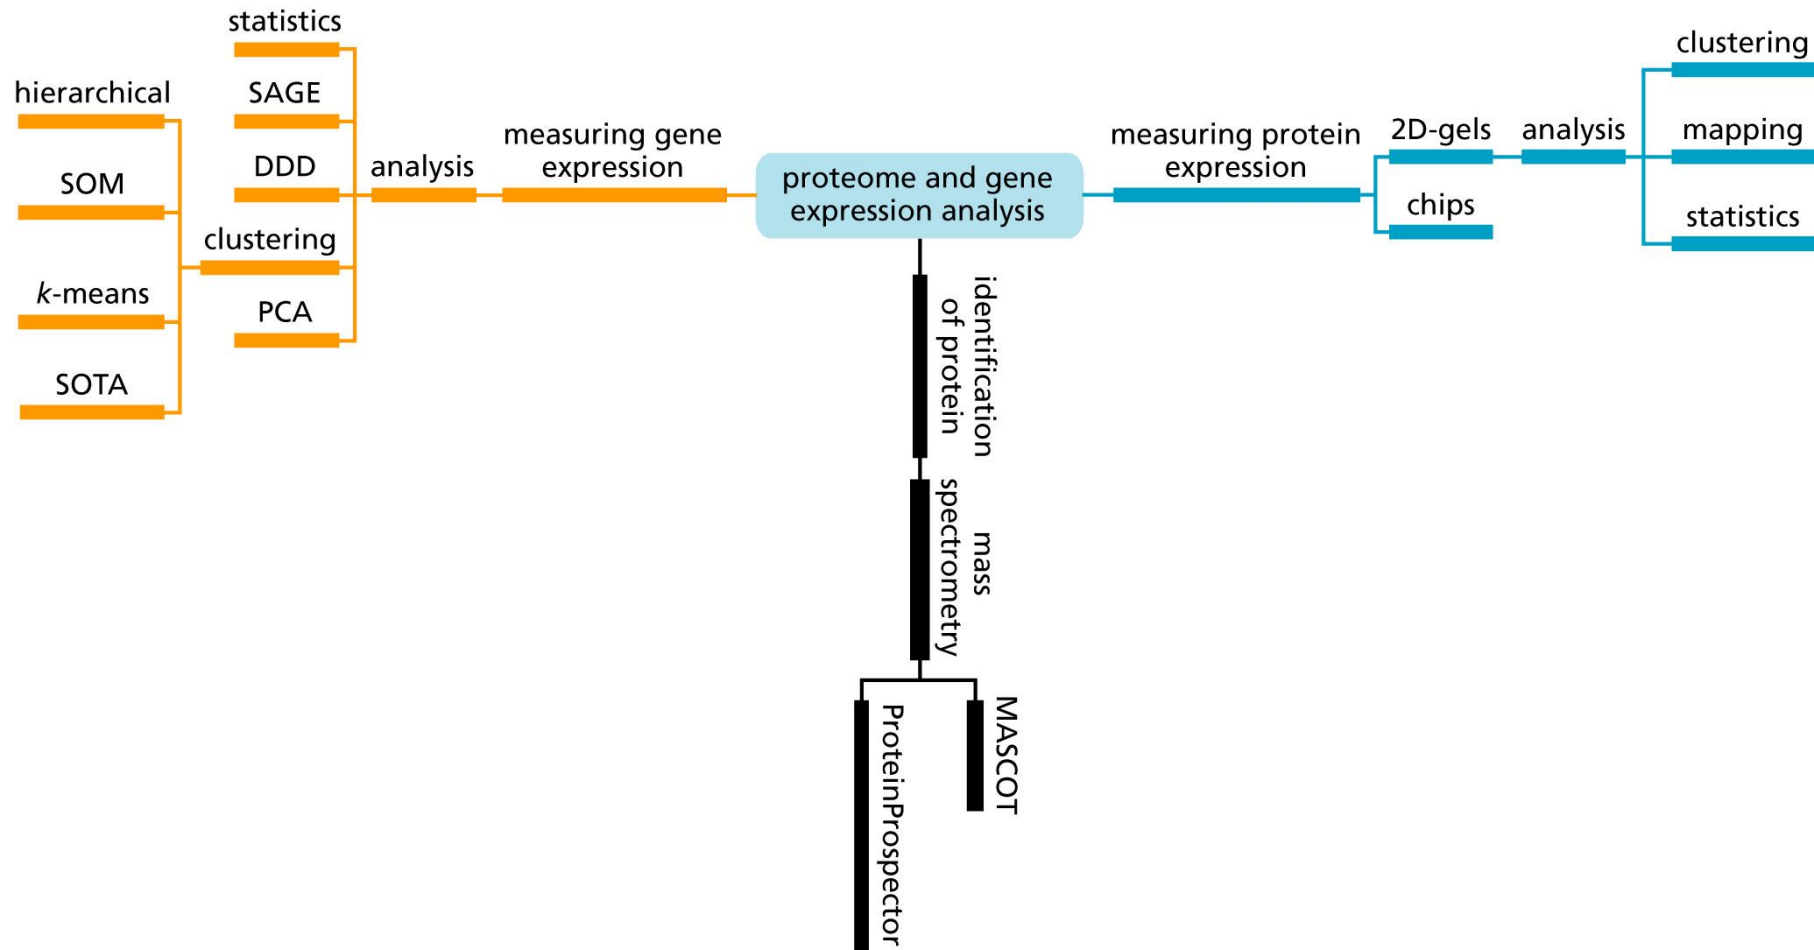 statistics
SAGE
DDD
clustering
PCA
hierarchical
SOM
k-means
SOTA
analysis
measuring gene
expression
proteome and gene
expression analysis
measuring protein
expression
2D-gels
chips
analysis
clustering
mapping
statistics
identification
of protein
mass
spectrometry
MASCOT
ProteinProspector